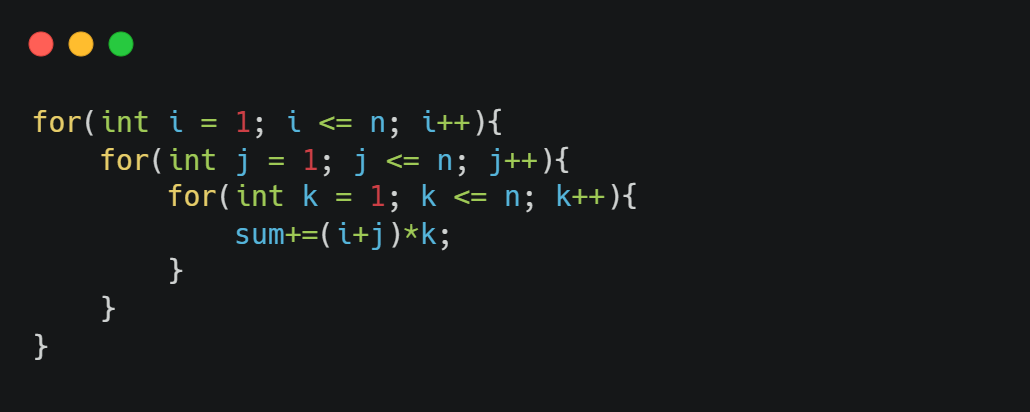 for(int i = 1; i <= n; i++){
    for(int j = 1; j <= n; j++){
        for(int k = 1; k <= n; k++){
            sum+=(i+j)*k;
        }
    }
}